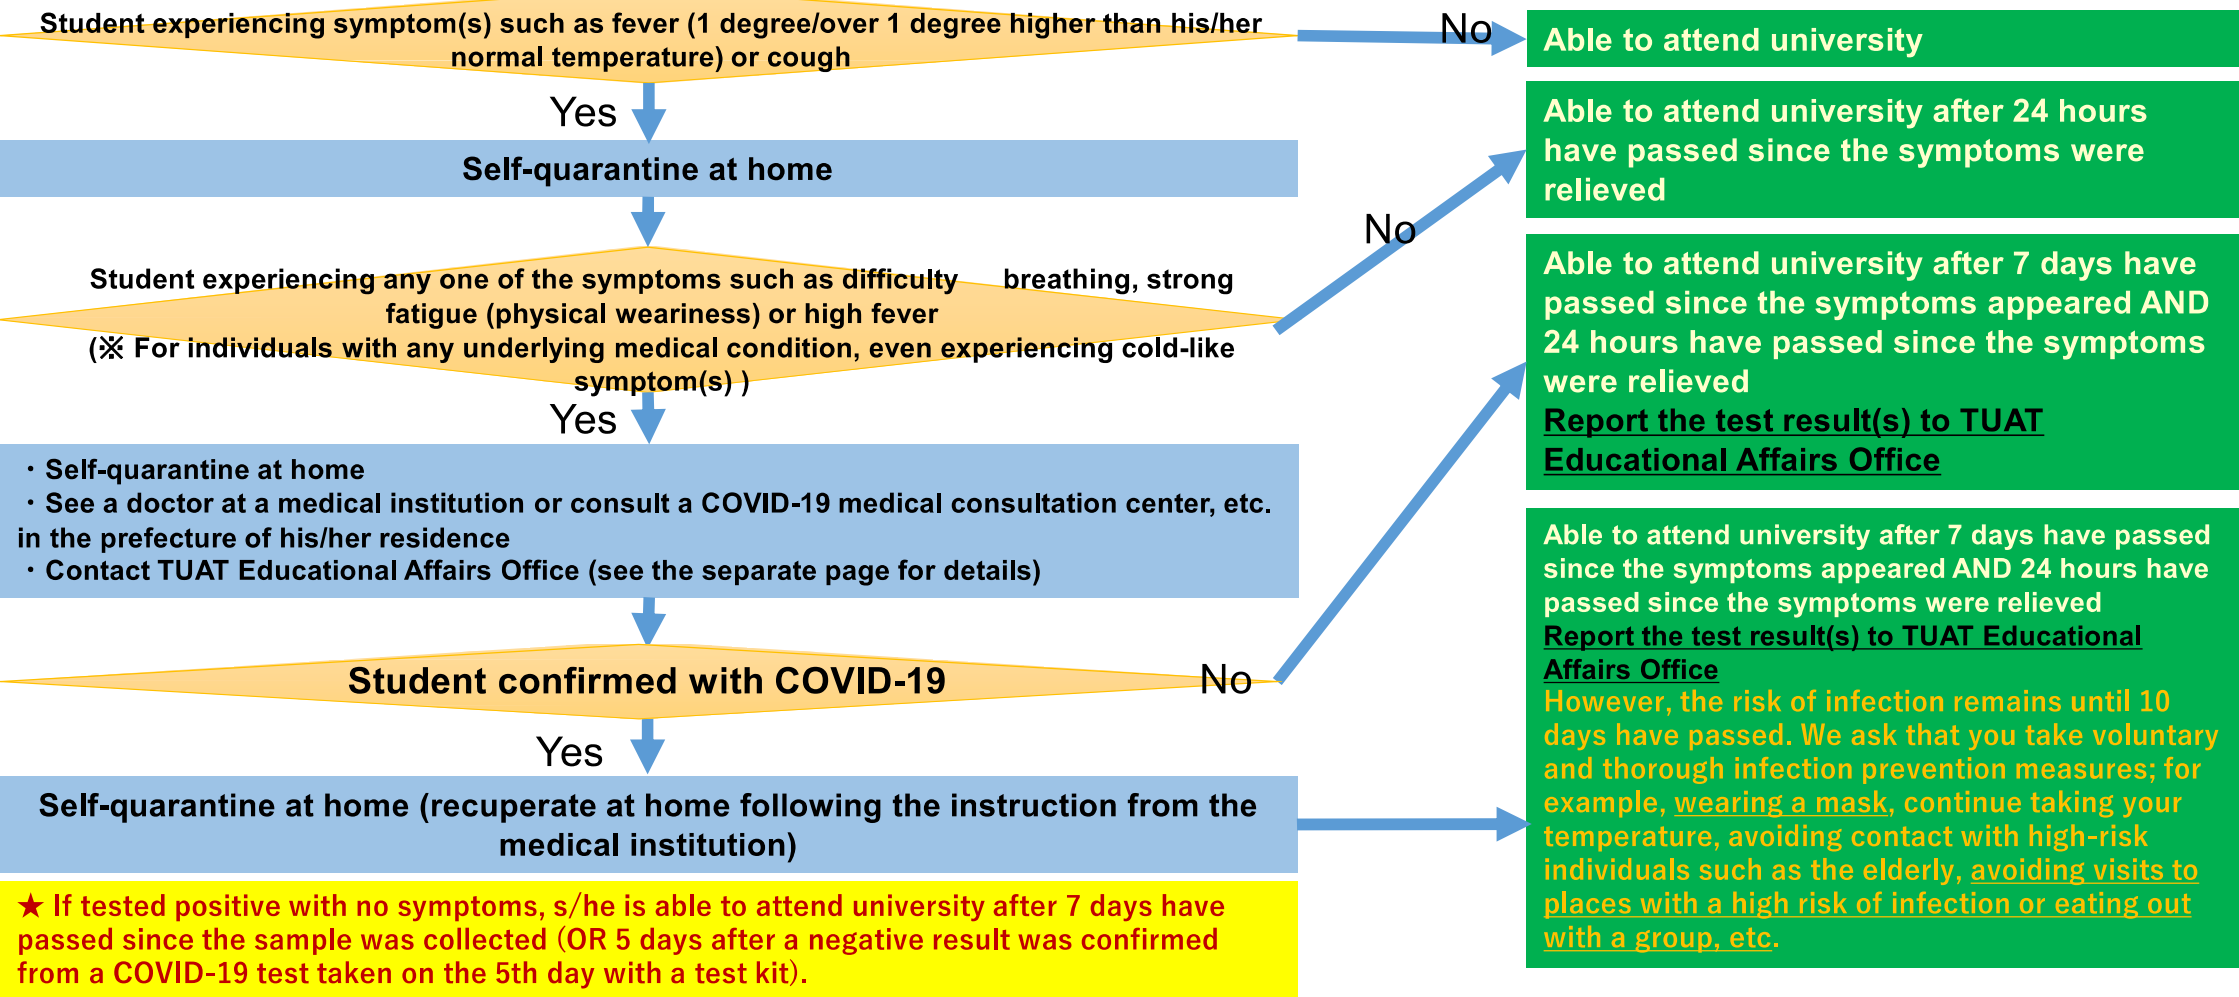 Student experiencing symptom(s) such as fever (1 degree/over 1 degree higher than his/her
normal temperature) or cough
No
Able to attend university
Yes
Self-quarantine at home
Able to attend university after 24 hours
have passed since the symptoms were
relieved
No
Student experiencing any one of the symptoms such as difficulty breathing, strong
fatigue (physical weariness) or high fever
(※ For individuals with any underlying medical condition, even experiencing cold-like
symptom(s) )
Yes
Able to attend university after 7 days have
passed since the symptoms appeared AND
24 hours have passed since the symptoms
were relieved
Report the test result(s) to TUAT
Educational Affairs Office
・Self-quarantine at home
・See a doctor at a medical institution or consult a COVID-19 medical consultation center, etc.
in the prefecture of his/her residence
・Contact TUAT Educational Affairs Office (see the separate page for details)
Student confirmed with COVID-19
No
Yes
Self-quarantine at home (recuperate at home following the instruction from the
medical institution)
Able to attend university after 7 days have passed
since the symptoms appeared AND 24 hours have
passed since the symptoms were relieved
Report the test result(s) to TUAT Educational
Affairs Office
However, the risk of infection remains until 10
days have passed. We ask that you take voluntary
and thorough infection prevention measures; for
example, wearing a mask, continue taking your
temperature, avoiding contact with high-risk
individuals such as the elderly, avoiding visits to
places with a high risk of infection or eating out
with a group, etc.
★ If tested positive with no symptoms, s/he is able to attend university after 7 days have
passed since the sample was collected (OR 5 days after a negative result was confirmed
from a COVID-19 test taken on the 5th day with a test kit).